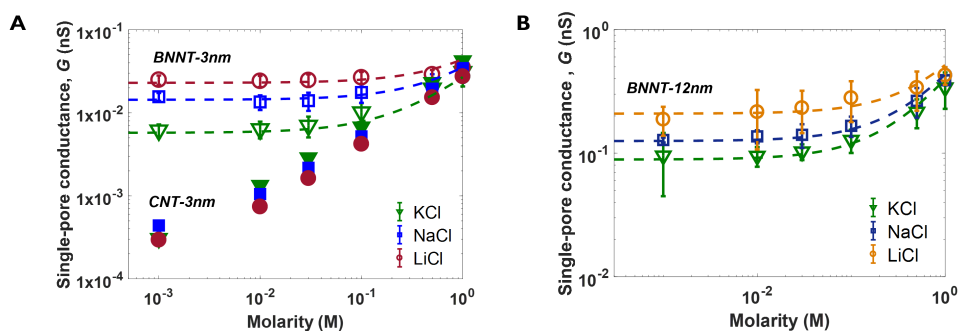 A
Single-pore conductance, G (nS)
1x10⁻¹
1x10⁻²
1x10⁻³
1x10⁻⁴
BNNT-3nm
CNT-3nm
KCl
NaCl
LiCl
10⁻³
10⁻²
10⁻¹
10⁰
Molarity (M)
B
Single-pore conductance, G (nS)
10⁰
10⁻¹
10⁻²
BNNT-12nm
KCl
NaCl
LiCl
10⁻²
10⁰
Molarity (M)